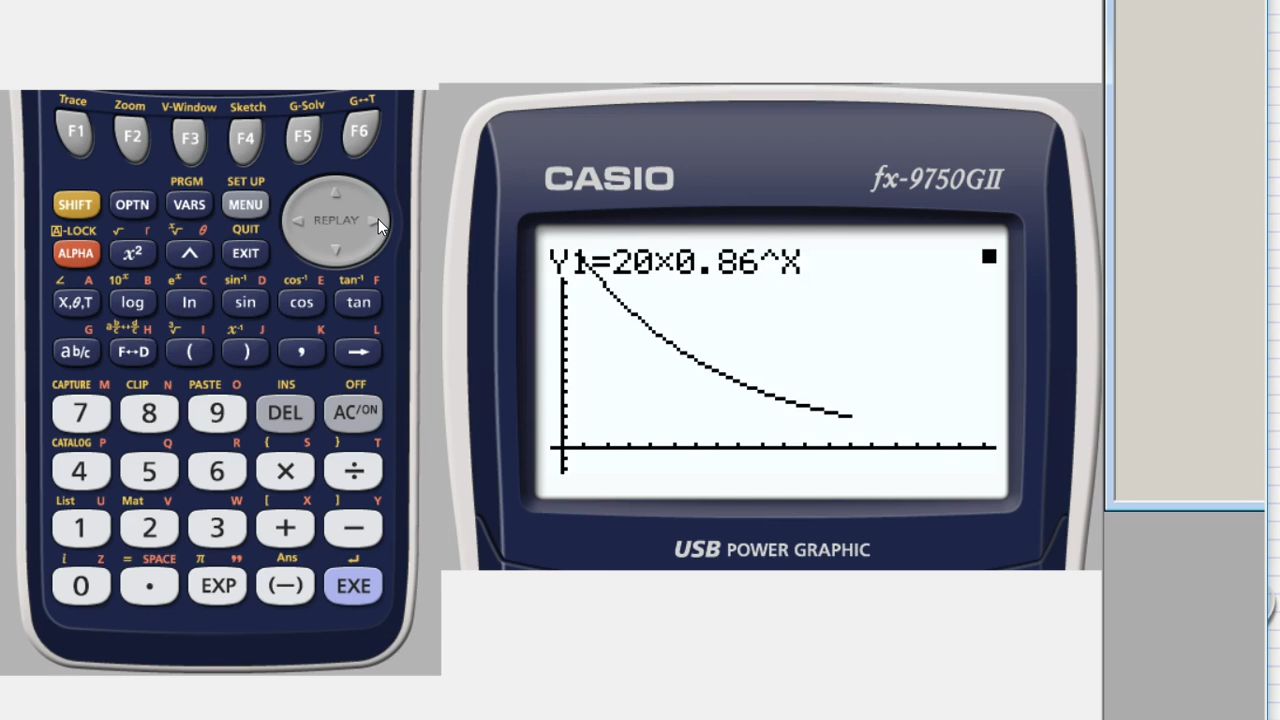 Trace Zoom V-Window Sketch G-Solv G↔T
F1 F2 F3 F4 F5 F6
PRGM SET UP
SHIFT OPTN VARS MENU REPLAY
A-LOCK √ r ˣ√ θ QUIT
ALPHA x² ^ EXIT
∠ A 10ˣ B eˣ C sin⁻¹ D cos⁻¹ E tan⁻¹ F
X,θ,T log ln sin cos tan
G H ³√ I x⁻¹ J K L
a b/c F↔D ( ) , →
CAPTURE M CLIP N PASTE O INS OFF
7 8 9 DEL AC/ON
CATALOG P Q R { S } T
4 5 6 × ÷
List U Mat V W [ X ] Y
1 2 3 + −
i Z = SPACE π " Ans ↵
0 • EXP (−) EXE
CASIO fx-9750GII
Y1=20×0.86^X
USB POWER GRAPHIC